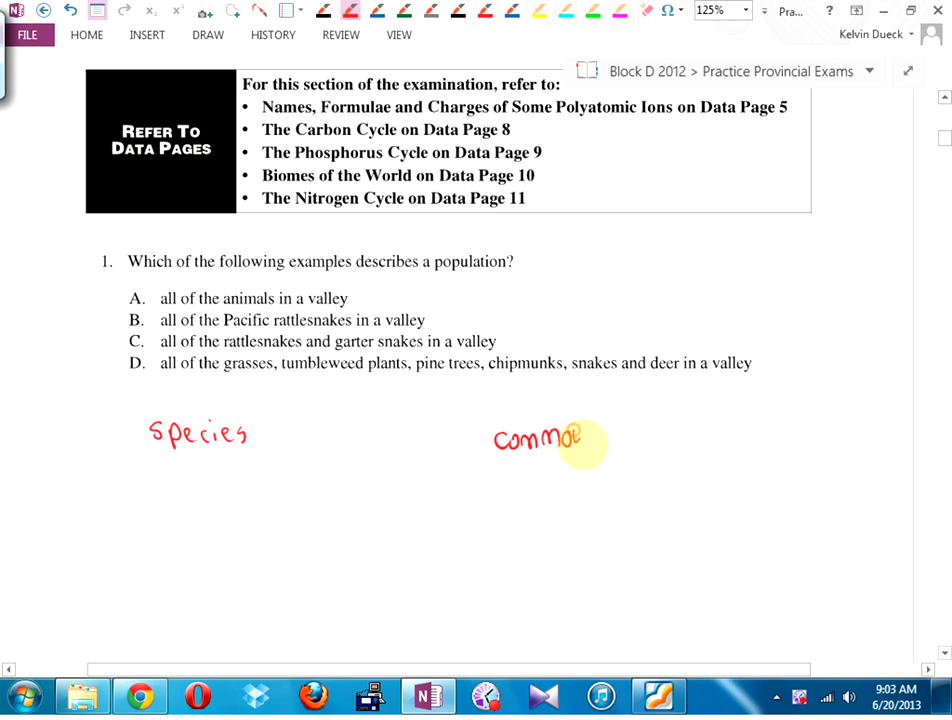 125%
Pra...
?
FILE
HOME
INSERT
DRAW
HISTORY
REVIEW
VIEW
Kelvin Dueck
Block D 2012 > Practice Provincial Exams
REFER TO
DATA PAGES
For this section of the examination, refer to:
• Names, Formulae and Charges of Some Polyatomic Ions on Data Page 5
• The Carbon Cycle on Data Page 8
• The Phosphorus Cycle on Data Page 9
• Biomes of the World on Data Page 10
• The Nitrogen Cycle on Data Page 11
1. Which of the following examples describes a population?
A. all of the animals in a valley
B. all of the Pacific rattlesnakes in a valley
C. all of the rattlesnakes and garter snakes in a valley
D. all of the grasses, tumbleweed plants, pine trees, chipmunks, snakes and deer in a valley
species
9:03 AM
6/20/2013